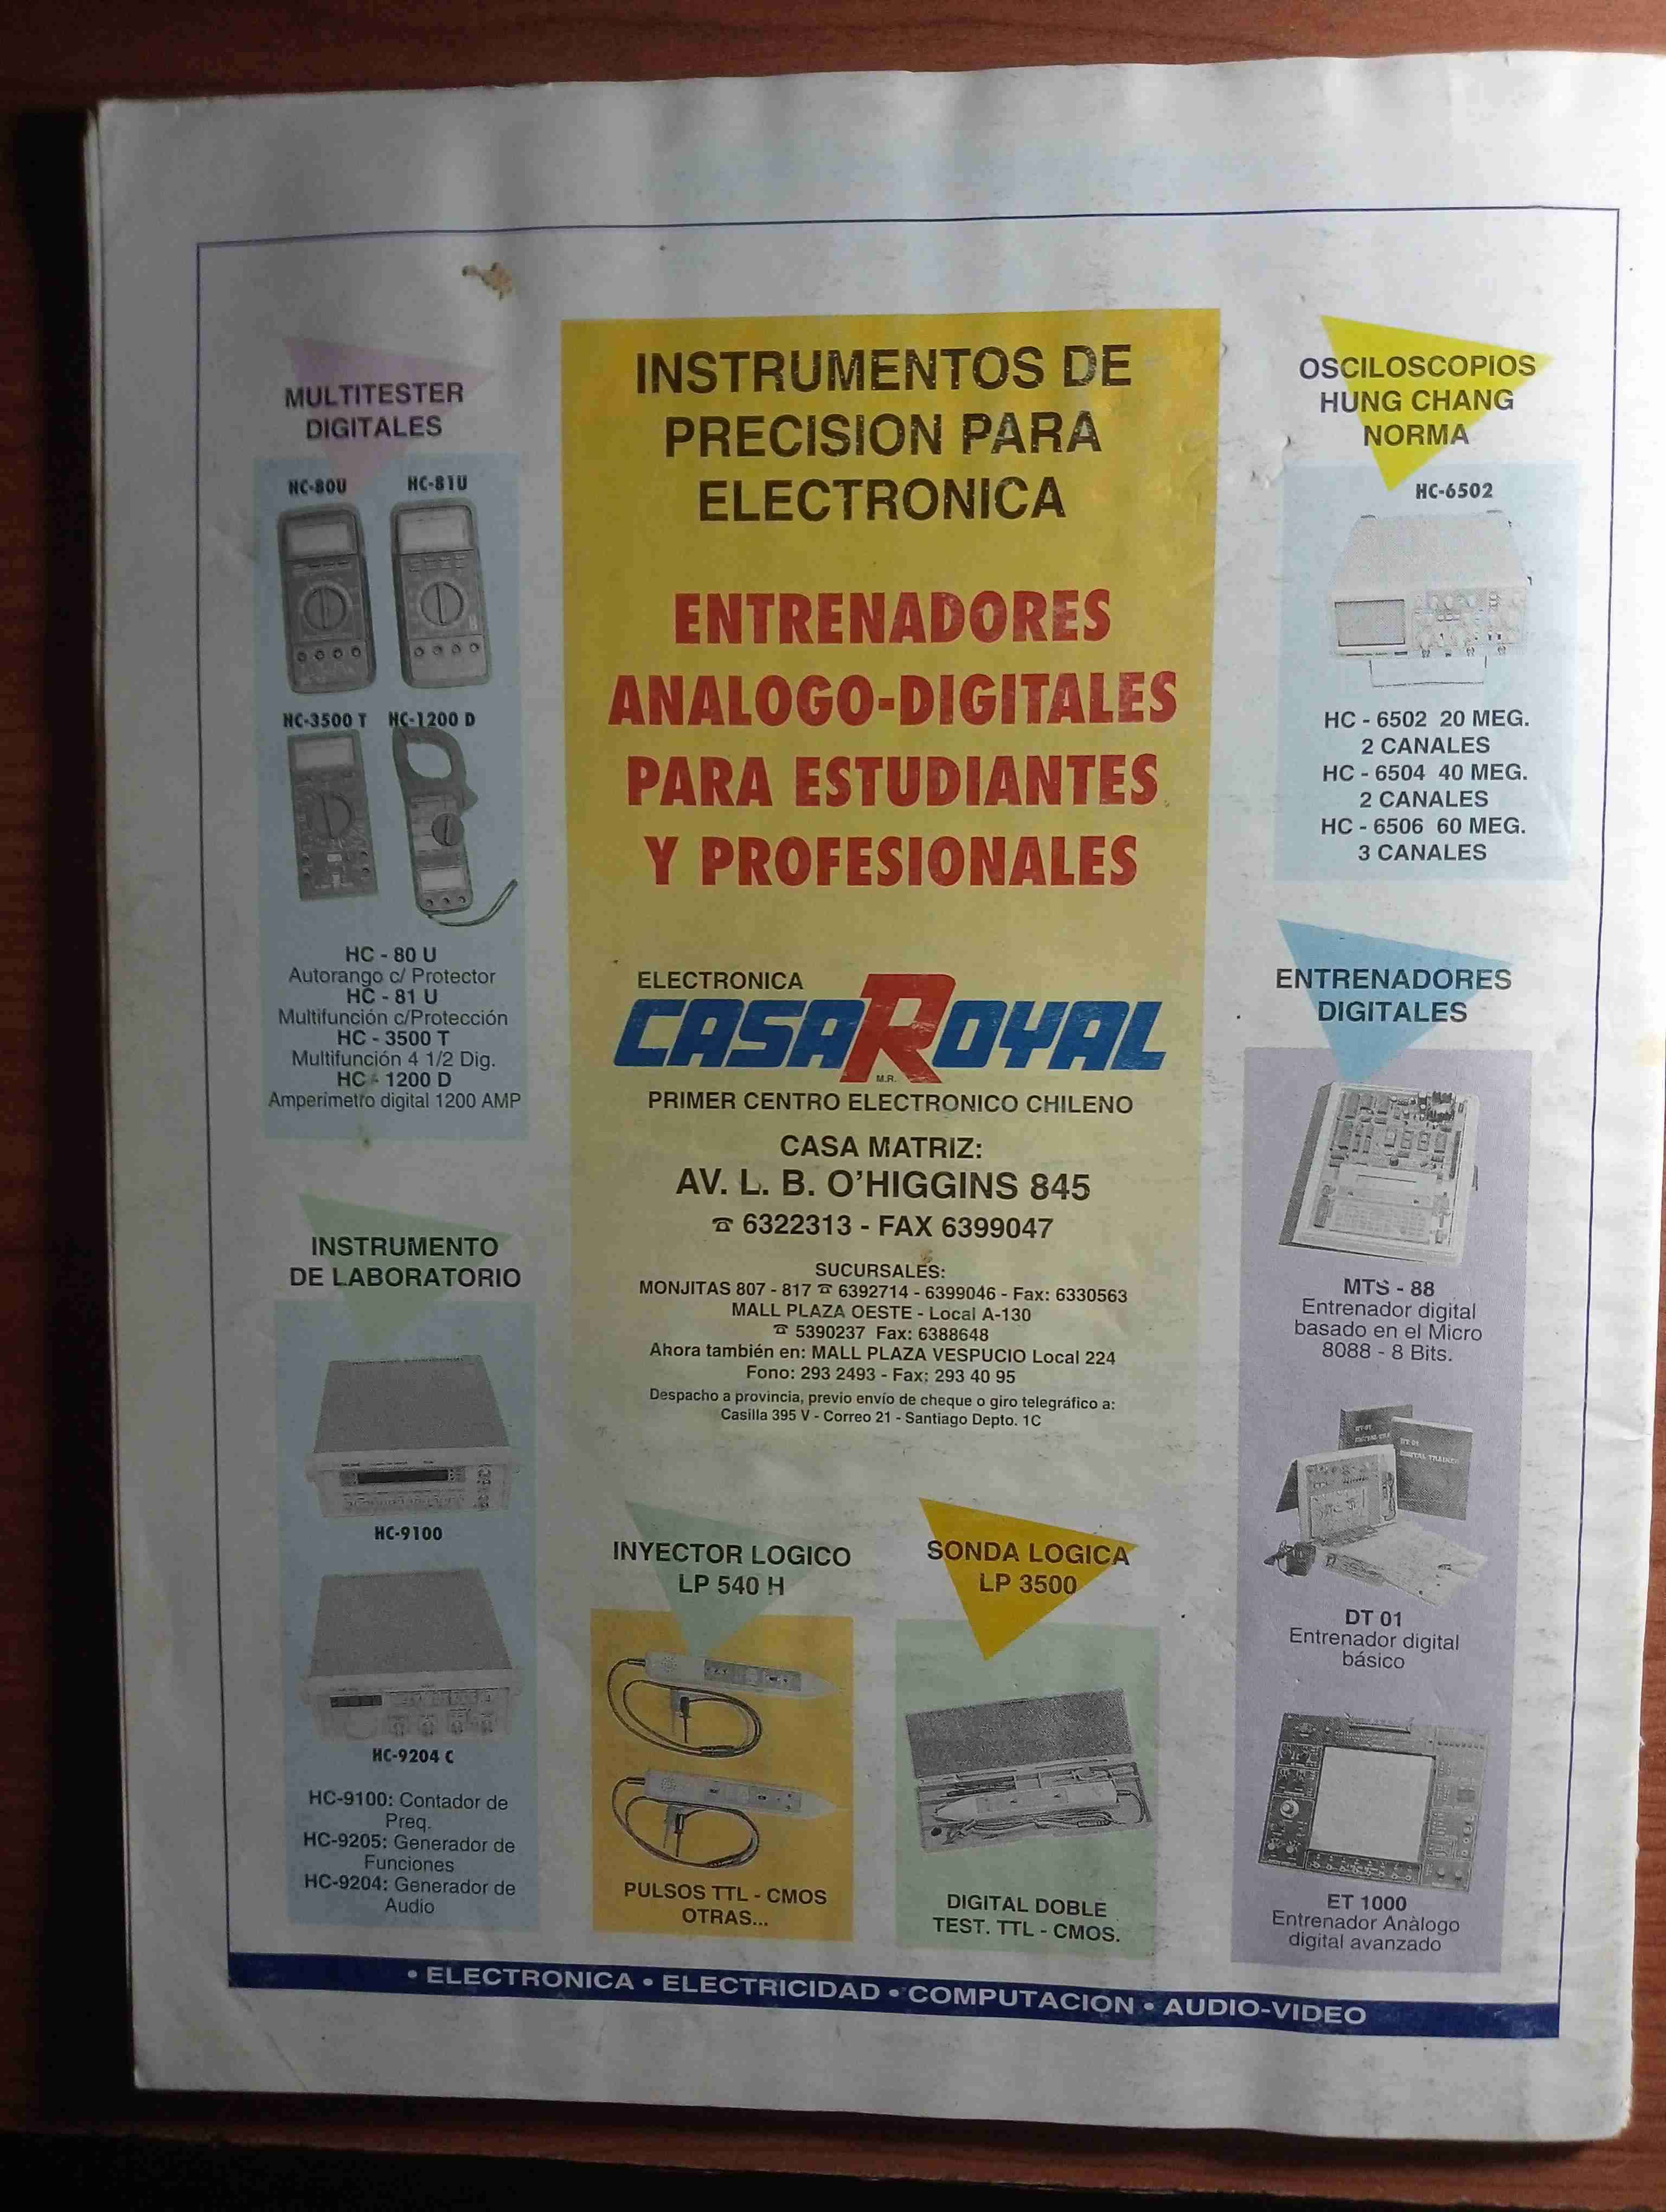 MULTITESTER
DIGITALES
HC-80U
HC-81U
HC-3500 T
HC-1200 D
HC - 80 U
Autorango c/ Protector
HC - 81 U
Multifunción c/Protección
HC - 3500 T
Multifunción 4 1/2 Dig.
HC - 1200 D
Amperímetro digital 1200 AMP
INSTRUMENTO
DE LABORATORIO
HC-9100
HC-9204 C
HC-9100: Contador de
Preq.
HC-9205: Generador de
Funciones
HC-9204: Generador de
Audio
INSTRUMENTOS DE
PRECISION PARA
ELECTRONICA
ENTRENADORES
ANALOGO-DIGITALES
PARA ESTUDIANTES
Y PROFESIONALES
ELECTRONICA
CASAROYAL
M.R.
PRIMER CENTRO ELECTRONICO CHILENO
CASA MATRIZ:
AV. L. B. O'HIGGINS 845
☎ 6322313 - FAX 6399047
SUCURSALES:
MONJITAS 807 - 817 ☎ 6392714 - 6399046 - Fax: 6330563
MALL PLAZA OESTE - Local A-130
☎ 5390237 Fax: 6388648
Ahora también en: MALL PLAZA VESPUCIO Local 224
Fono: 293 2493 - Fax: 293 40 95
Despacho a provincia, previo envío de cheque o giro telegráfico a:
Casilla 395 V - Correo 21 - Santiago Depto. 1C
INYECTOR LOGICO
LP 540 H
PULSOS TTL - CMOS
OTRAS...
SONDA LOGICA
LP 3500
DIGITAL DOBLE
TEST. TTL - CMOS.
OSCILOSCOPIOS
HUNG CHANG
NORMA
HC-6502
HC - 6502 20 MEG.
2 CANALES
HC - 6504 40 MEG.
2 CANALES
HC - 6506 60 MEG.
3 CANALES
ENTRENADORES
DIGITALES
MTS - 88
Entrenador digital
basado en el Micro
8088 - 8 Bits.
DT 01
DIGITAL TRAINER
DT 01
Entrenador digital
básico
ET 1000
Entrenador Anàlogo
digital avanzado
• ELECTRONICA • ELECTRICIDAD • COMPUTACION • AUDIO-VIDEO